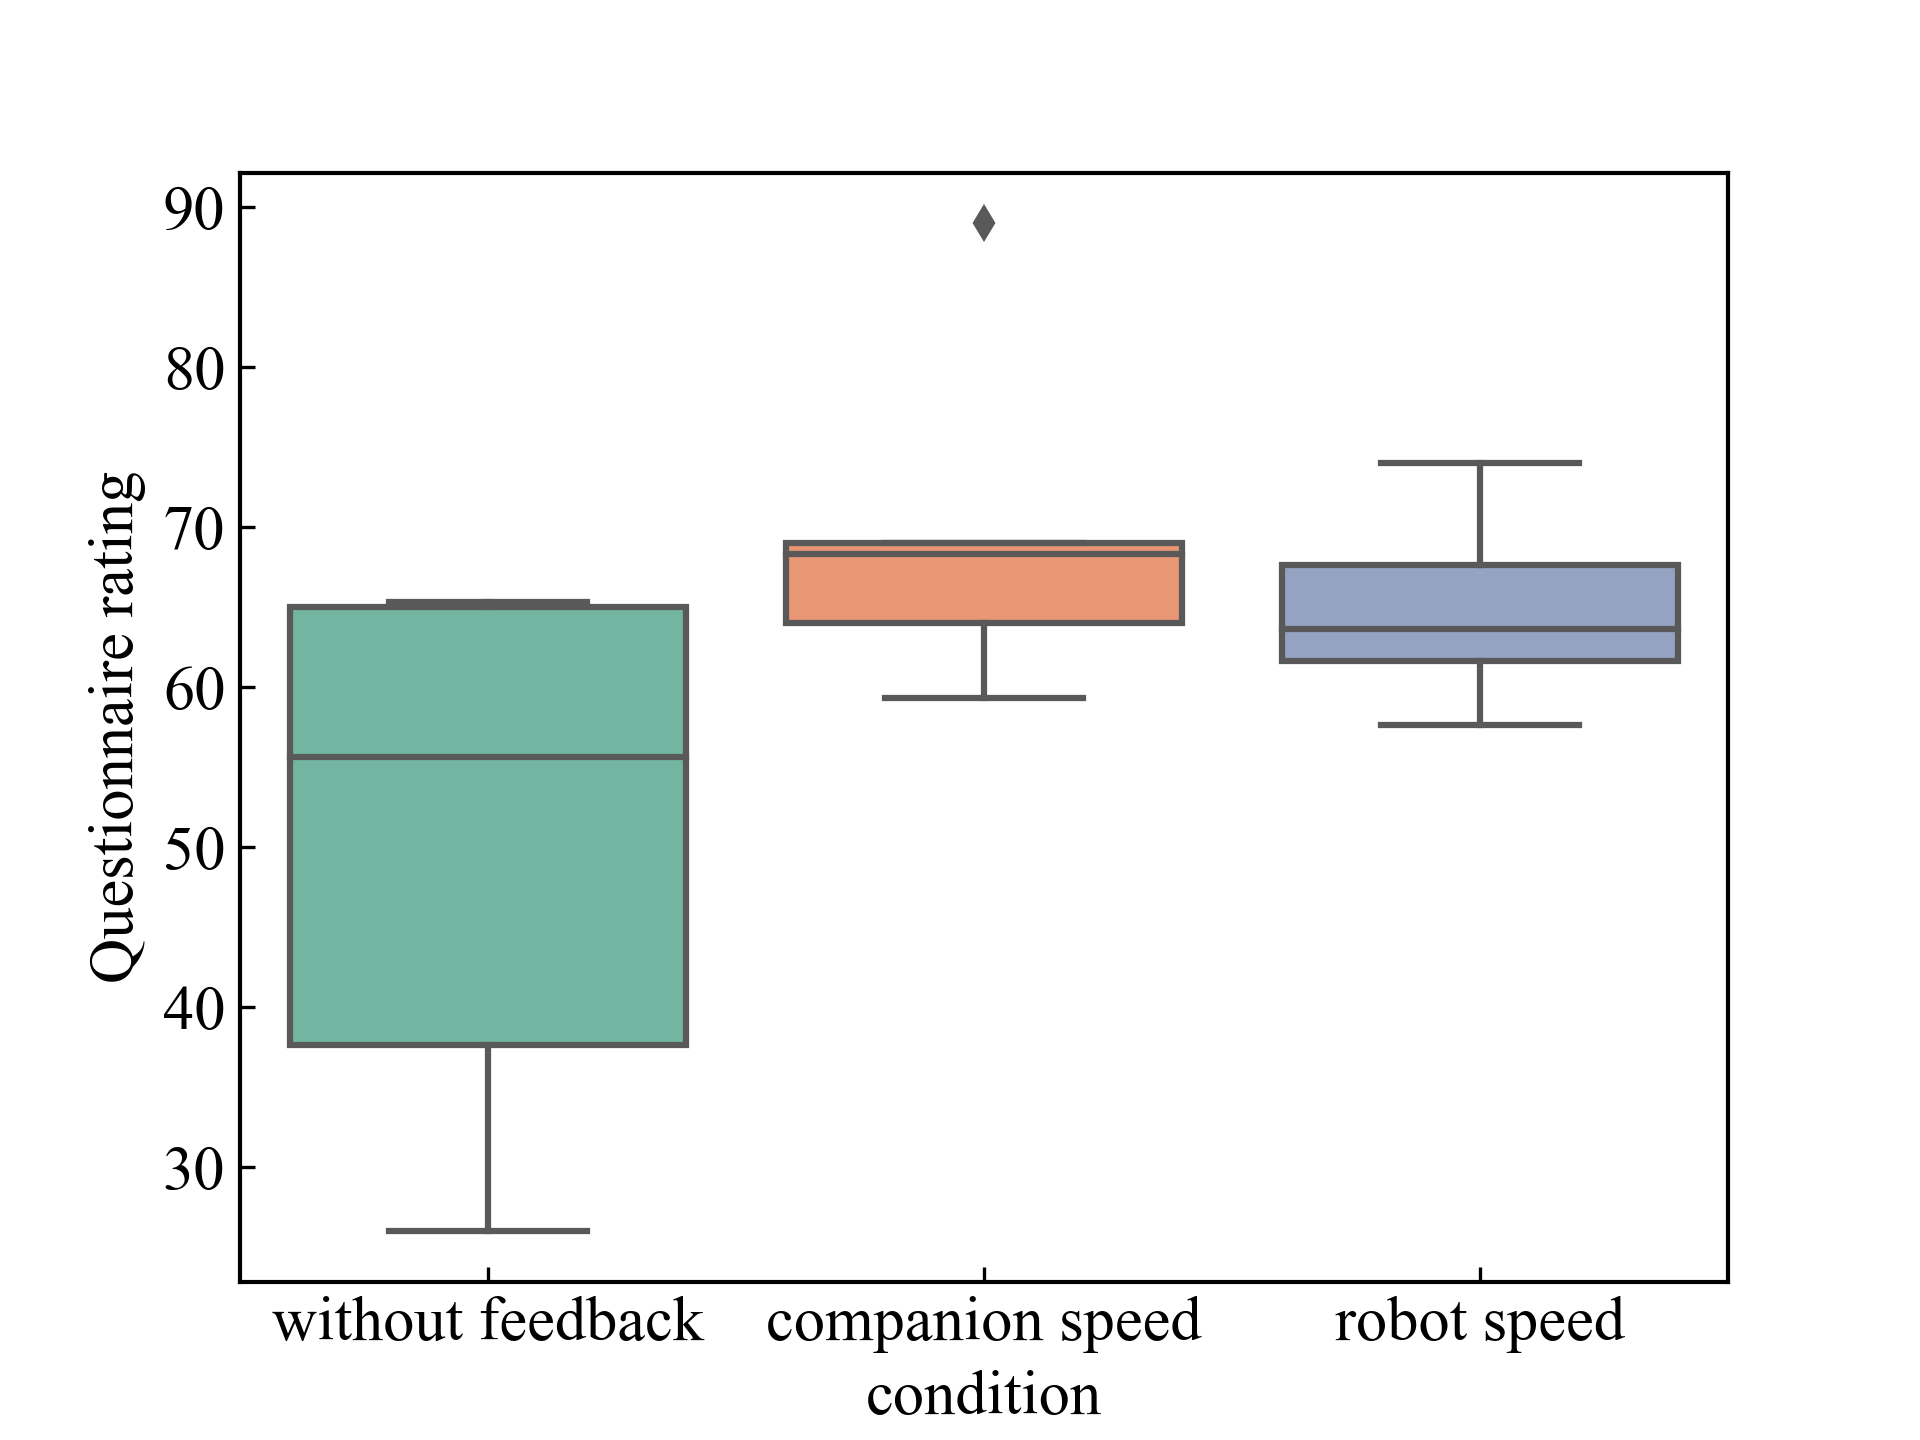 90
80
70
60
50
40
30
Questionnaire rating
without feedback companion speed robot speed
condition